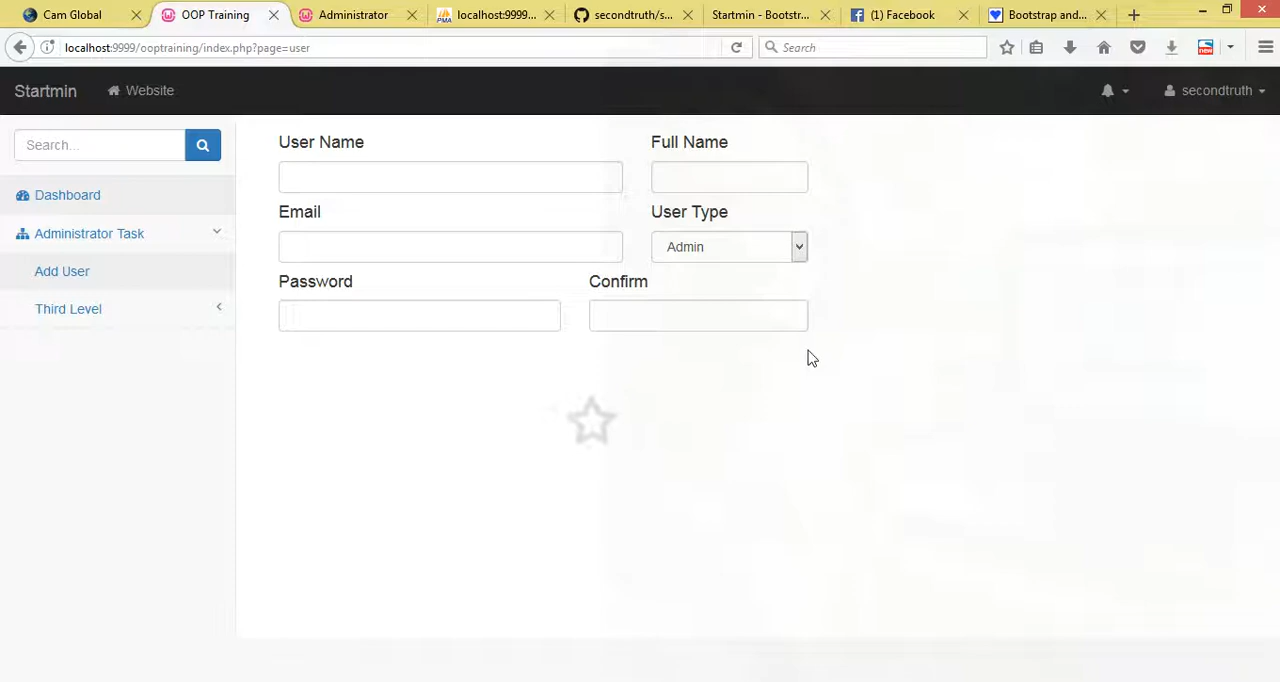 Cam Global
OOP Training
Administrator
localhost:9999...
secondtruth/s...
Startmin - Bootstr...
(1) Facebook
Bootstrap and...
localhost:9999/ooptraining/index.php?page=user
Search
Startmin
Website
secondtruth
Search...
User Name
Full Name
Dashboard
Email
User Type
Administrator Task
Admin
Add User
Password
Confirm
Third Level